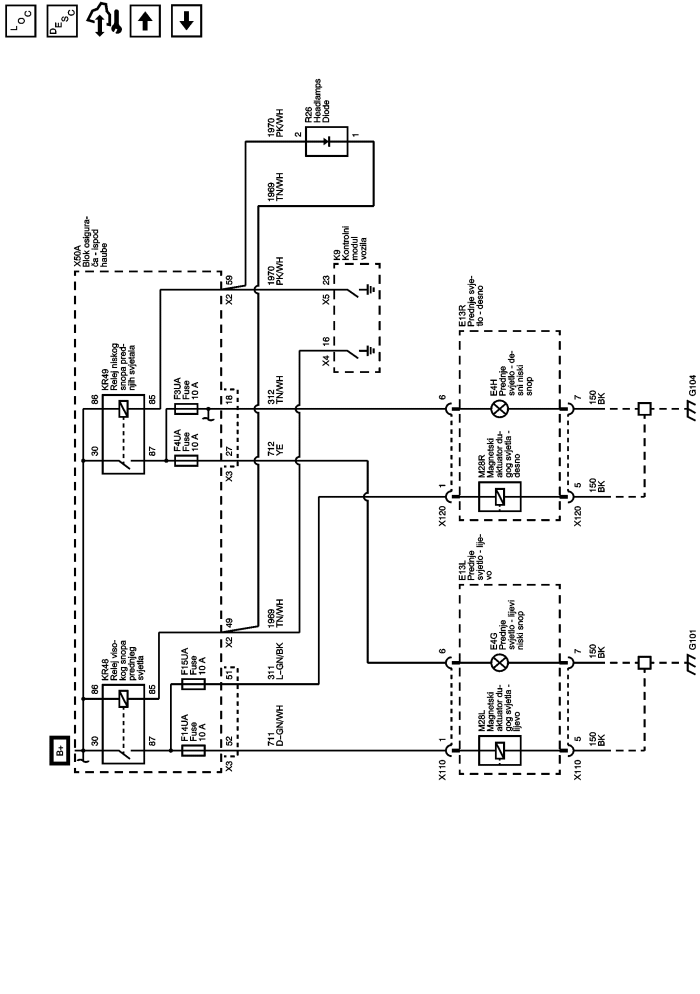 LOC
DESC
B+
X50A
Blok osigura-
ča - ispod
haube
KR48
Relej viso-
kog snopa
prednjeg
svjetla
30
86
87
85
F14UA
Fuse
10 A
F15UA
Fuse
10 A
X3
52
51
X2
49
711
D–GN/WH
311
L–GN/BK
1969
TN/WH
KR49
Relej niskog
snopa pred-
njih svjetala
30
86
87
85
F4UA
Fuse
10 A
F3UA
Fuse
10 A
X3
27
18
X2
59
712
YE
312
TN/WH
1970
PK/WH
1969
TN/WH
1970
PK/WH
R26
Headlamps
Diode
2
1
K9
Kontrolni
modul
vozila
X4
16
X5
23
E13L
Prednje
svjetlo - lije-
vo
X110
1
6
M28L
Magnetski
aktuator du-
gog svjetla -
lijevo
E4G
Prednje
svjetlo - lijevi
niski snop
X110
5
7
150
BK
150
BK
G101
E13R
Prednje svje-
tlo - desno
X120
1
6
M28R
Magnetski
aktuator du-
gog svjetla -
desno
E4H
Prednje
svjetlo - de-
sni niski
snop
X120
5
7
150
BK
150
BK
G104